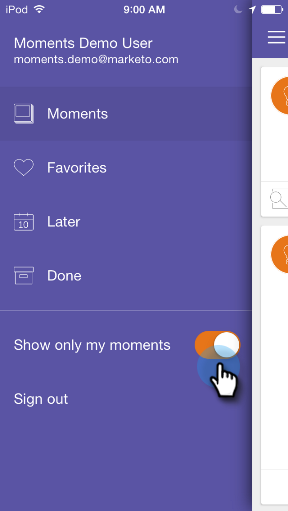 iPod 9:00 AM
Moments Demo User
moments.demo@marketo.com
Moments
Favorites
10 Later
Done
Show only my moments
Sign out